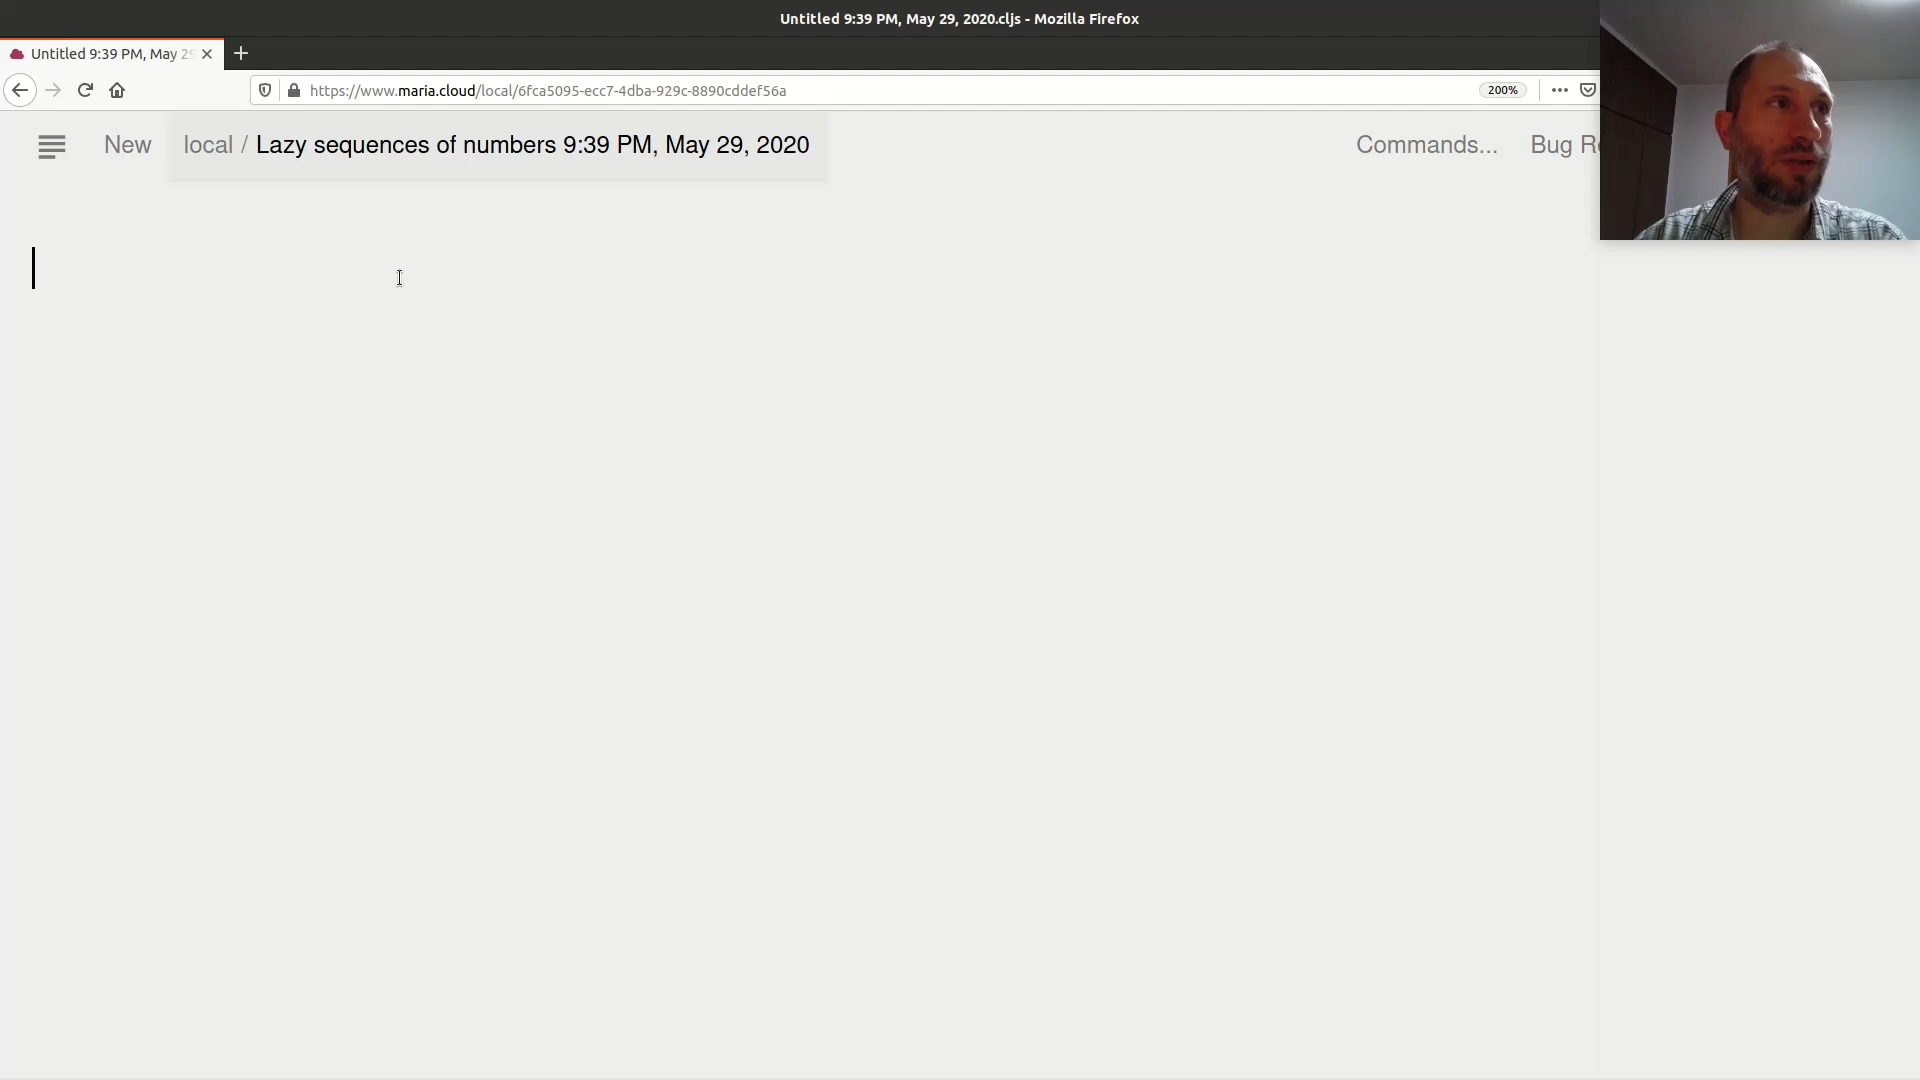 Untitled 9:39 PM, May 29, 2020.cljs - Mozilla Firefox
Untitled 9:39 PM, May 29
https://www.maria.cloud/local/6fca5095-ecc7-4dba-929c-8890cddef56a
200%
New
local / Lazy sequences of numbers 9:39 PM, May 29, 2020
Commands...
Bug Re